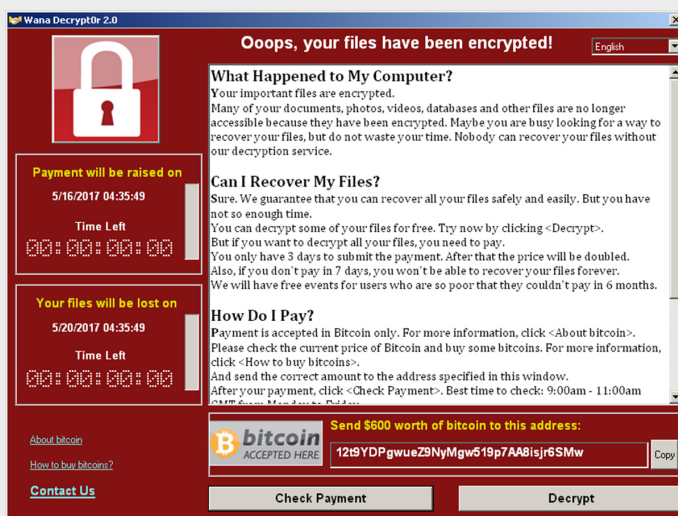 Wana Decrypt0r 2.0
Ooops, your files have been encrypted!
English
Payment will be raised on
5/16/2017 04:35:49
Time Left
00:00:00:00
Your files will be lost on
5/20/2017 04:35:49
Time Left
00:00:00:00
About bitcoin
How to buy bitcoins?
Contact Us
What Happened to My Computer?
Your important files are encrypted.
Many of your documents, photos, videos, databases and other files are no longer
accessible because they have been encrypted. Maybe you are busy looking for a way to
recover your files, but do not waste your time. Nobody can recover your files without
our decryption service.
Can I Recover My Files?
Sure. We guarantee that you can recover all your files safely and easily. But you have
not so enough time.
You can decrypt some of your files for free. Try now by clicking <Decrypt>.
But if you want to decrypt all your files, you need to pay.
You only have 3 days to submit the payment. After that the price will be doubled.
Also, if you don't pay in 7 days, you won't be able to recover your files forever.
We will have free events for users who are so poor that they couldn't pay in 6 months.
How Do I Pay?
Payment is accepted in Bitcoin only. For more information, click <About bitcoin>.
Please check the current price of Bitcoin and buy some bitcoins. For more information,
click <How to buy bitcoins>.
And send the correct amount to the address specified in this window.
After your payment, click <Check Payment>. Best time to check: 9:00am - 11:00am
GMT from Monday to Friday.
bitcoin
ACCEPTED HERE
Send $600 worth of bitcoin to this address:
12t9YDPgwueZ9NyMgw519p7AA8isjr6SMw
Copy
Check Payment
Decrypt